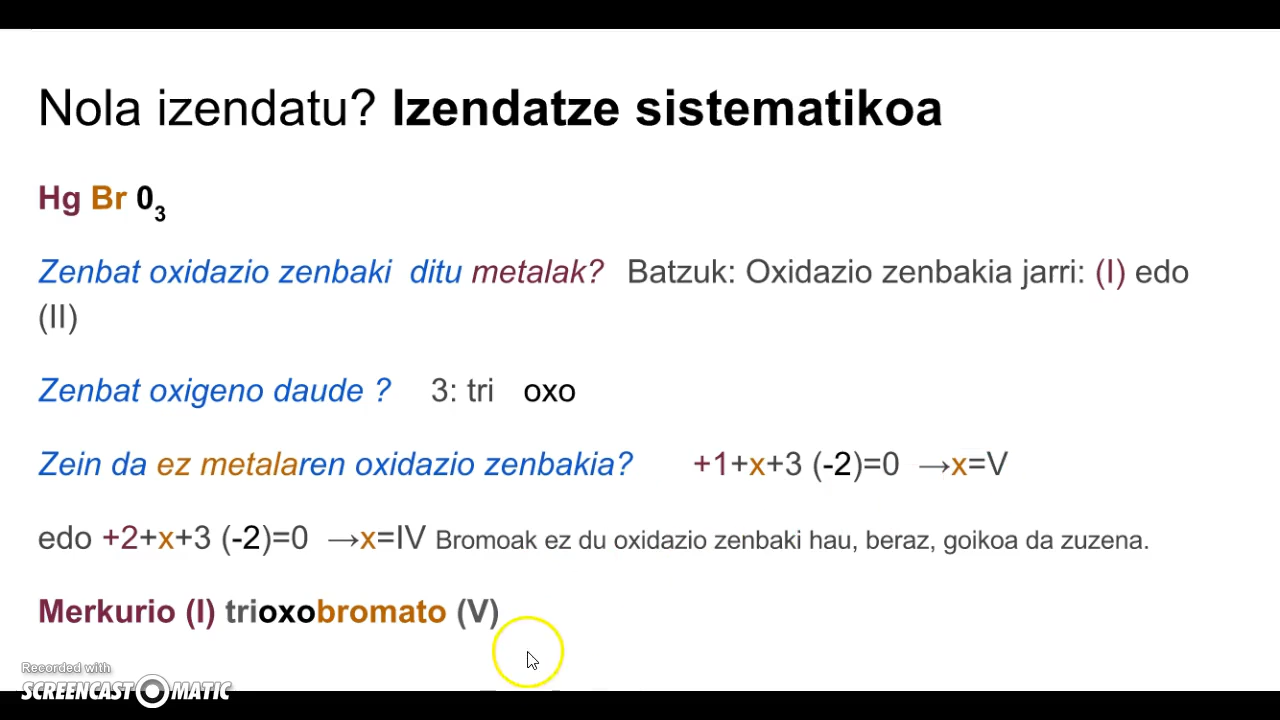 Nola izendatu? Izendatze sistematikoa
Hg Br 0₃
Zenbat oxidazio zenbaki ditu metalak? Batzuk: Oxidazio zenbakia jarri: (I) edo
(II)
Zenbat oxigeno daude ? 3: tri oxo
Zein da ez metalaren oxidazio zenbakia? +1+x+3 (-2)=0 →x=V
edo +2+x+3 (-2)=0 →x=IV Bromoak ez du oxidazio zenbaki hau, beraz, goikoa da zuzena.
Merkurio (I) trioxobromato (V)
Recorded with
SCREENCAST-O-MATIC